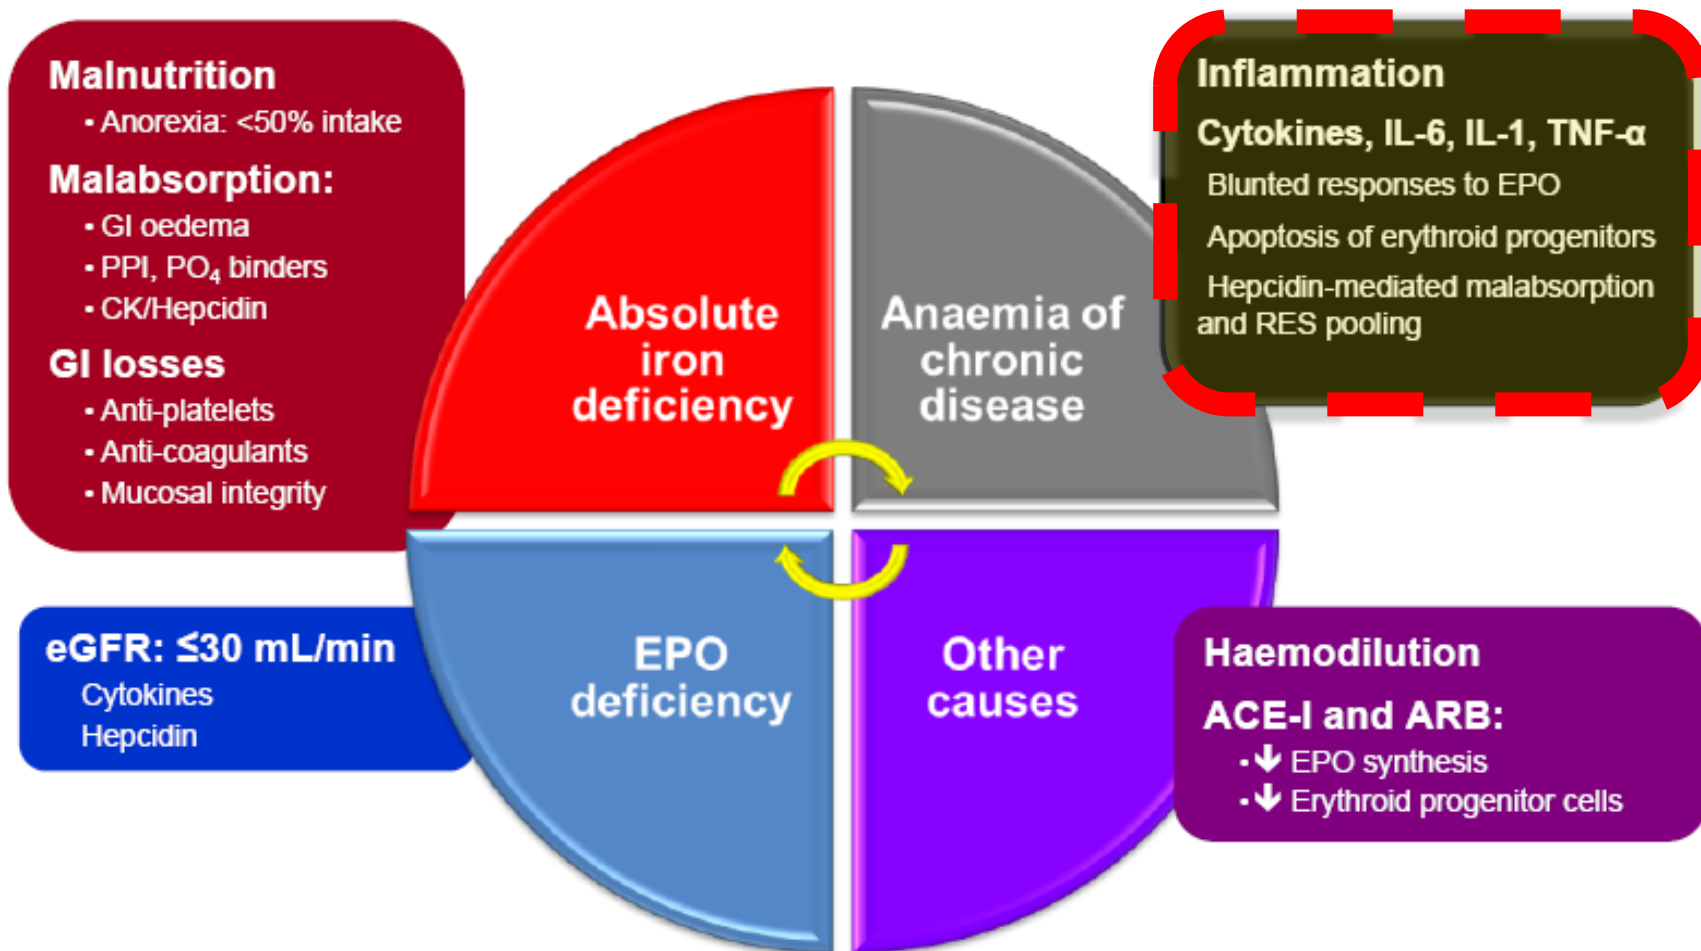 Malnutrition
• Anorexia: <50% intake
Malabsorption:
• GI oedema
• PPI, PO₄ binders
• CK/Hepcidin
GI losses
• Anti-platelets
• Anti-coagulants
• Mucosal integrity
Absolute
iron
deficiency
Anaemia of
chronic
disease
Inflammation
Cytokines, IL-6, IL-1, TNF-α
Blunted responses to EPO
Apoptosis of erythroid progenitors
Hepcidin-mediated malabsorption
and RES pooling
eGFR: ≤30 mL/min
Cytokines
Hepcidin
EPO
deficiency
Other
causes
Haemodilution
ACE-I and ARB:
• ↓ EPO synthesis
• ↓ Erythroid progenitor cells